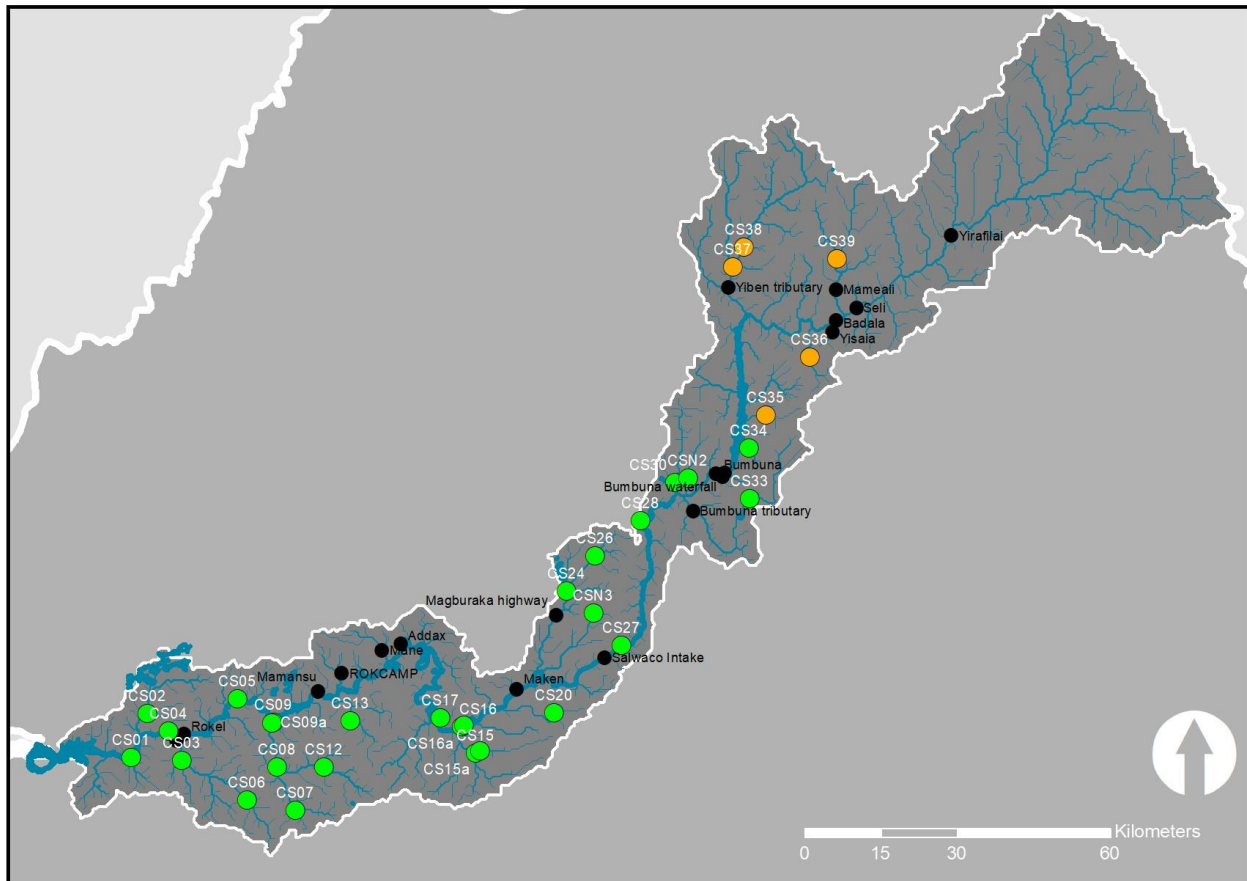 CS38
Yirafilai
CS37
CS39
Yiben tributary
Mameali
Seli
Badala
Yisaia
CS36
CS35
CS34
CS30
CSN2
Bumbuna
Bumbuna waterfall
CS33
CS28
Bumbuna tributary
CS26
CS24
CSN3
Magburaka highway
CS27
Addax
Mane
Salwaco Intake
ROKCAMP
Mamansu
Maken
CS05
CS02
CS09
CS13
CS17
CS16
CS20
CS04
CS09a
Rokel
CS01
CS03
CS16a
CS15
CS08
CS12
CS15a
CS06
CS07
Kilometers
0 15 30 60